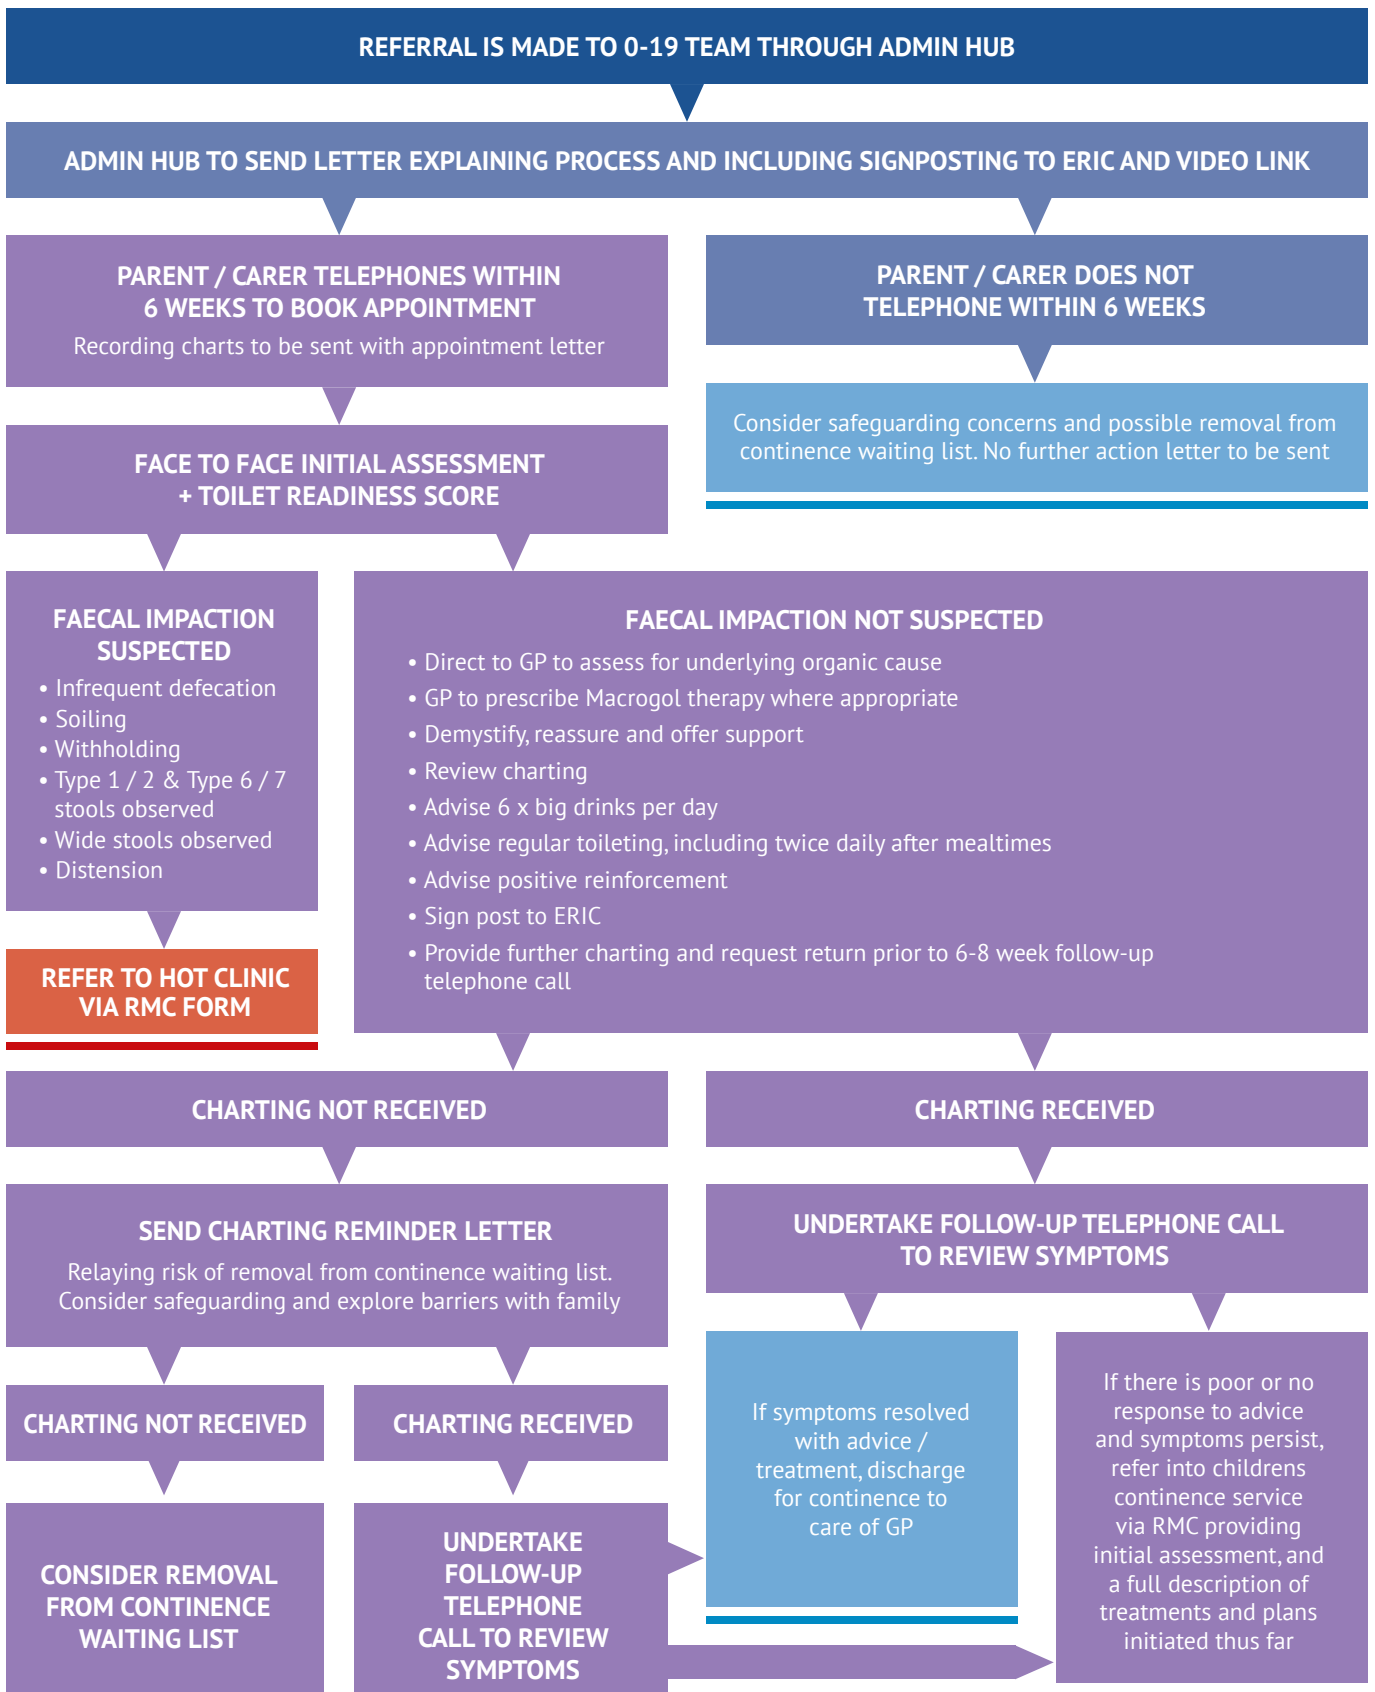 REFERRAL IS MADE TO 0-19 TEAM THROUGH ADMIN HUB
ADMIN HUB TO SEND LETTER EXPLAINING PROCESS AND INCLUDING SIGNPOSTING TO ERIC AND VIDEO LINK
PARENT / CARER TELEPHONES WITHIN
6 WEEKS TO BOOK APPOINTMENT
Recording charts to be sent with appointment letter
PARENT / CARER DOES NOT
TELEPHONE WITHIN 6 WEEKS
Consider safeguarding concerns and possible removal from
continence waiting list. No further action letter to be sent
FACE TO FACE INITIAL ASSESSMENT
+ TOILET READINESS SCORE
FAECAL IMPACTION
SUSPECTED
• Infrequent defecation
• Soiling
• Withholding
• Type 1 / 2 & Type 6 / 7
stools observed
• Wide stools observed
• Distension
REFER TO HOT CLINIC
VIA RMC FORM
FAECAL IMPACTION NOT SUSPECTED
• Direct to GP to assess for underlying organic cause
• GP to prescribe Macrogol therapy where appropriate
• Demystify, reassure and offer support
• Review charting
• Advise 6 x big drinks per day
• Advise regular toileting, including twice daily after mealtimes
• Advise positive reinforcement
• Sign post to ERIC
• Provide further charting and request return prior to 6-8 week follow-up
telephone call
CHARTING NOT RECEIVED
SEND CHARTING REMINDER LETTER
Relaying risk of removal from continence waiting list.
Consider safeguarding and explore barriers with family
CHARTING NOT RECEIVED
CONSIDER REMOVAL
FROM CONTINENCE
WAITING LIST
CHARTING RECEIVED
UNDERTAKE
FOLLOW-UP
TELEPHONE
CALL TO REVIEW
SYMPTOMS
CHARTING RECEIVED
UNDERTAKE FOLLOW-UP TELEPHONE CALL
TO REVIEW SYMPTOMS
If symptoms resolved
with advice /
treatment, discharge
for continence to
care of GP
If there is poor or no
response to advice
and symptoms persist,
refer into childrens
continence service
via RMC providing
initial assessment, and
a full description of
treatments and plans
initiated thus far